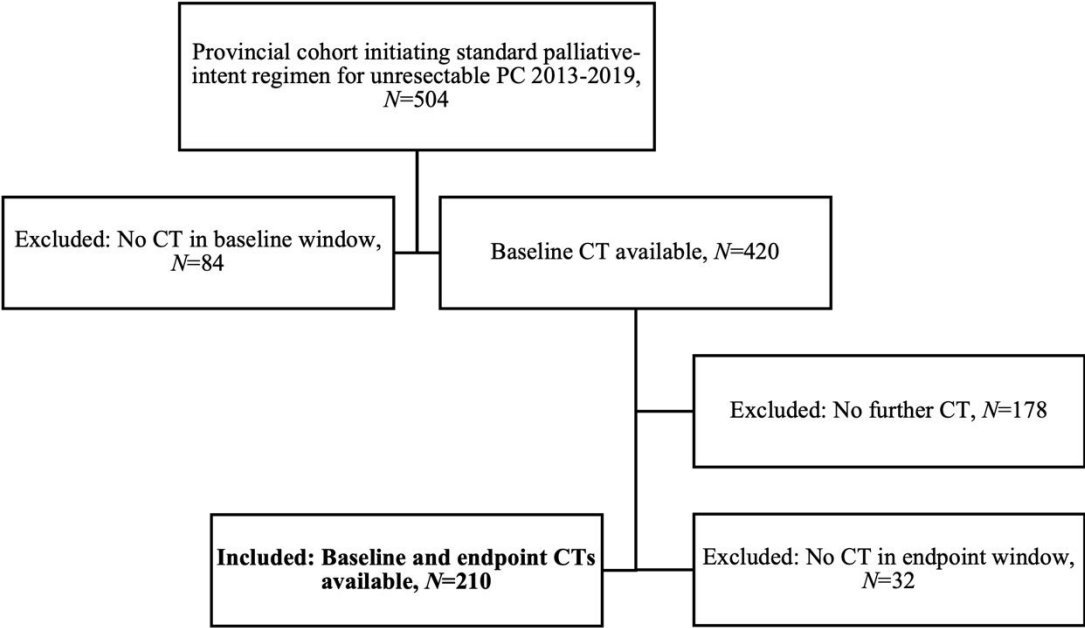 Provincial cohort initiating standard palliative-
intent regimen for unresectable PC 2013-2019,
N=504
Excluded: No CT in baseline window,
N=84
Baseline CT available, N=420
Excluded: No further CT, N=178
Included: Baseline and endpoint CTs
available, N=210
Excluded: No CT in endpoint window,
N=32